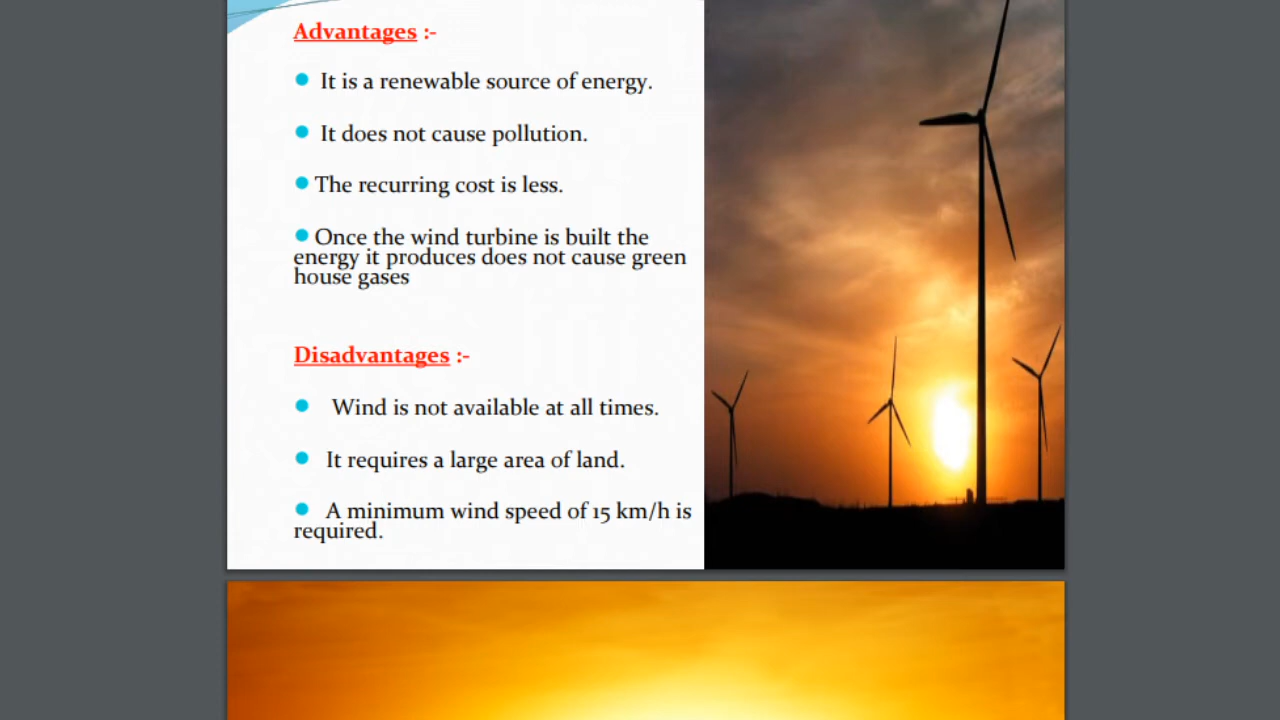 Advantages :-
It is a renewable source of energy.
It does not cause pollution.
The recurring cost is less.
Once the wind turbine is built the
energy it produces does not cause green
house gases
Disadvantages :-
Wind is not available at all times.
It requires a large area of land.
A minimum wind speed of 15 km/h is
required.